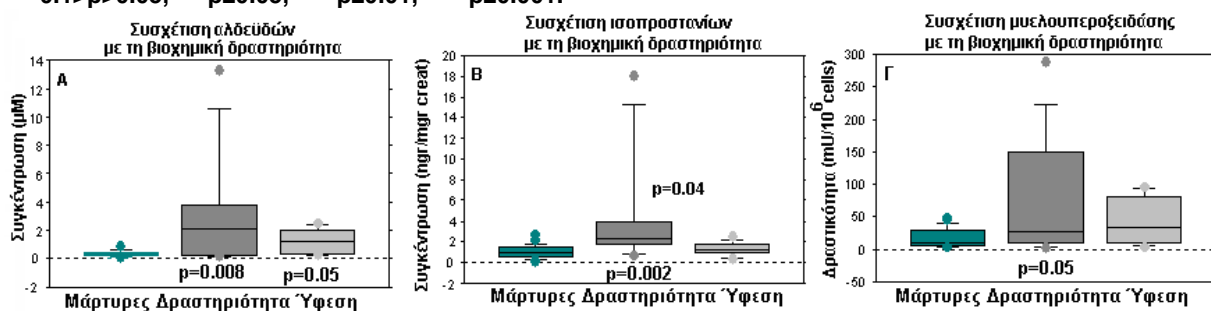 Συσχέτιση αλδεϋδών
με τη βιοχημική δραστηριότητα
Α
Συγκέντρωση (μΜ)
14
12
10
8
6
4
2
0
-2
p=0.008
p=0.05
Μάρτυρες Δραστηριότητα Ύφεση
Συσχέτιση ισοπροστανίων
με τη βιοχημική δραστηριότητα
Β
Συγκέντρωση (ngr/mgr creat)
20
18
16
14
12
10
8
6
4
2
0
-2
p=0.04
p=0.002
Μάρτυρες Δραστηριότητα Ύφεση
Συσχέτιση μυελουπεροξειδάσης
με τη βιοχημική δραστηριότητα
Γ
Δραστικότητα (mU/10⁶cells)
300
250
200
150
100
50
0
-50
p=0.05
Μάρτυρες Δραστηριότητα Ύφεση